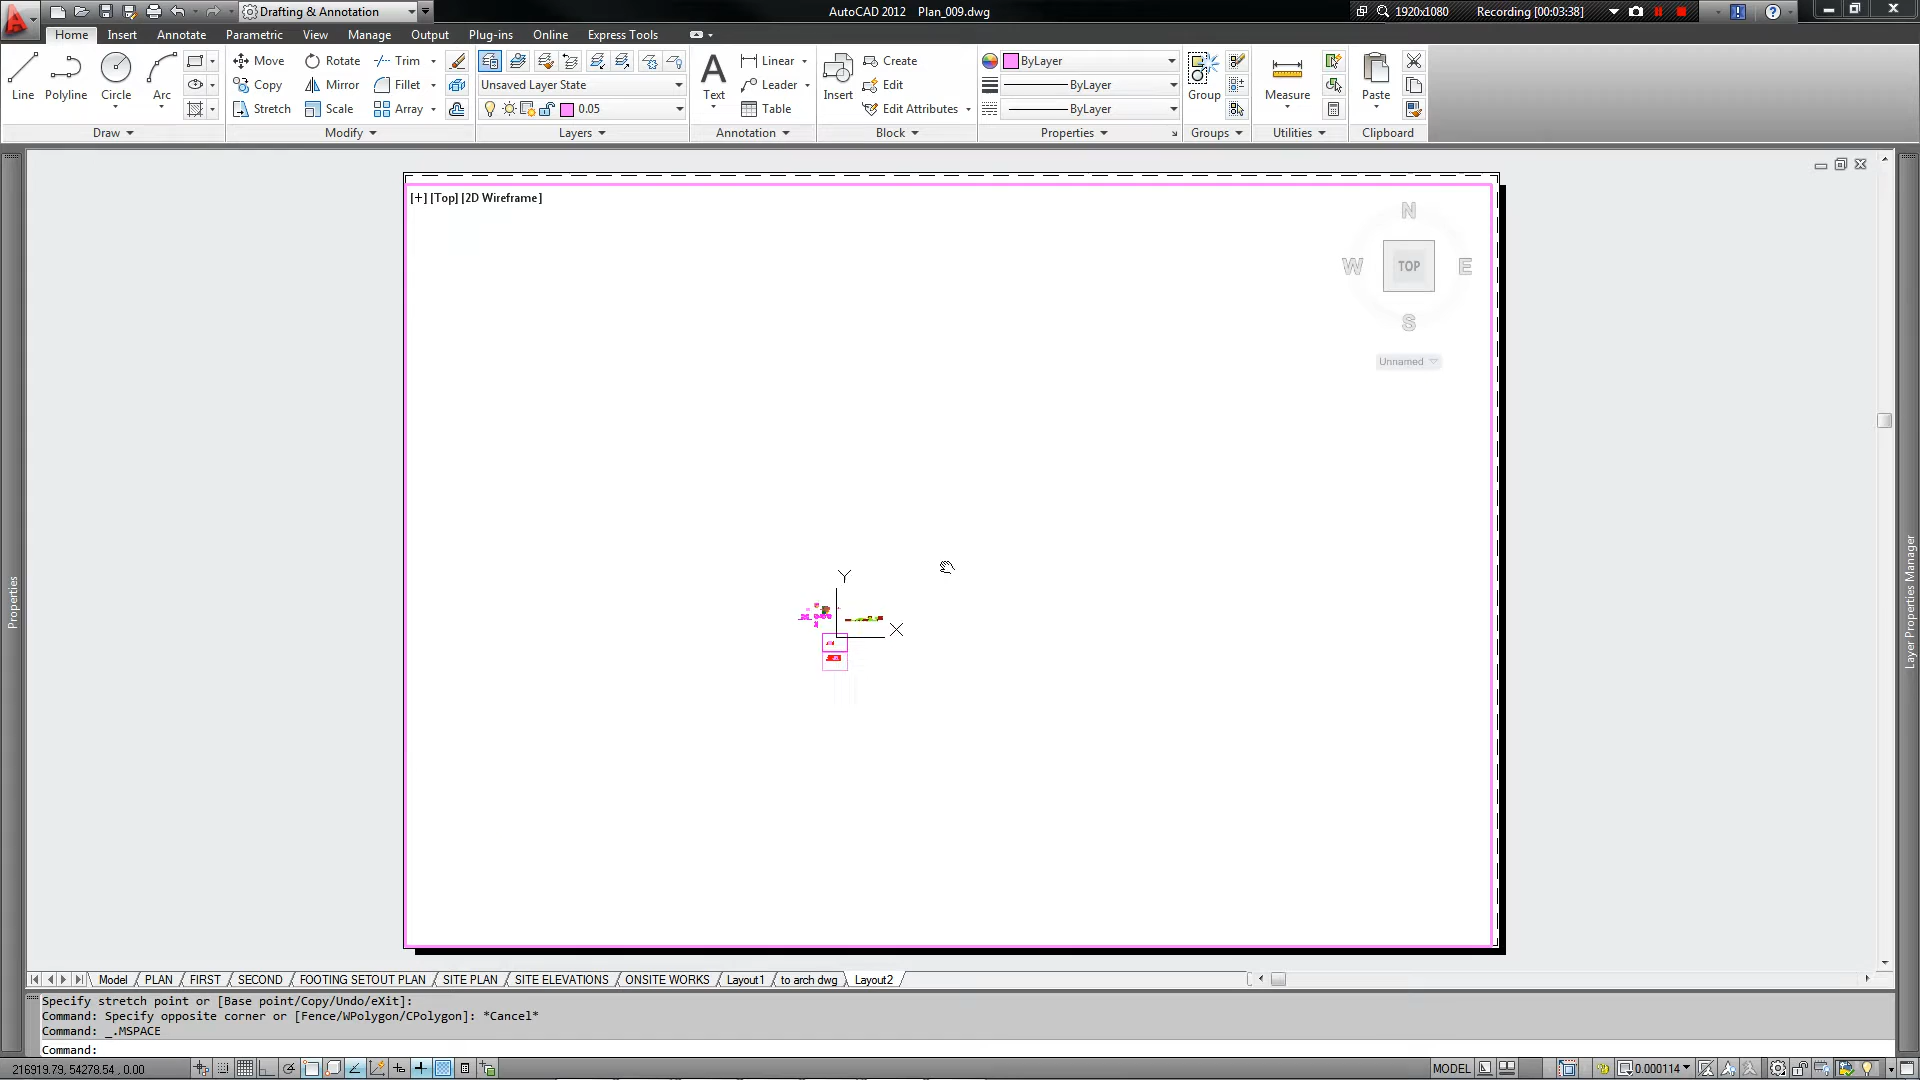 Drafting & Annotation
AutoCAD 2012 Plan_009.dwg
1920x1080
Recording [00:03:38]
Home
Insert
Annotate
Parametric
View
Manage
Output
Plug-ins
Online
Express Tools
Line
Polyline
Circle
Arc
Draw
Move
Rotate
Trim
Copy
Mirror
Fillet
Stretch
Scale
Array
Modify
Unsaved Layer State
0.05
Layers
Text
Linear
Leader
Table
Annotation
Insert
Create
Edit
Edit Attributes
Block
ByLayer
ByLayer
ByLayer
Properties
Group
Groups
Measure
Utilities
Paste
Clipboard
[+] [Top] [2D Wireframe]
N
W
TOP
E
S
Unnamed
Y
X
Properties
Layer Properties Manager
Model
PLAN
FIRST
SECOND
FOOTING SETOUT PLAN
SITE PLAN
SITE ELEVATIONS
ONSITE WORKS
Layout1
to arch dwg
Layout2
Specify stretch point or [Base point/Copy/Undo/eXit]:
Command: Specify opposite corner or [Fence/WPolygon/CPolygon]: *Cancel*
Command: _.MSPACE
Command:
216919.79, 54278.54 , 0.00
MODEL
0.000114